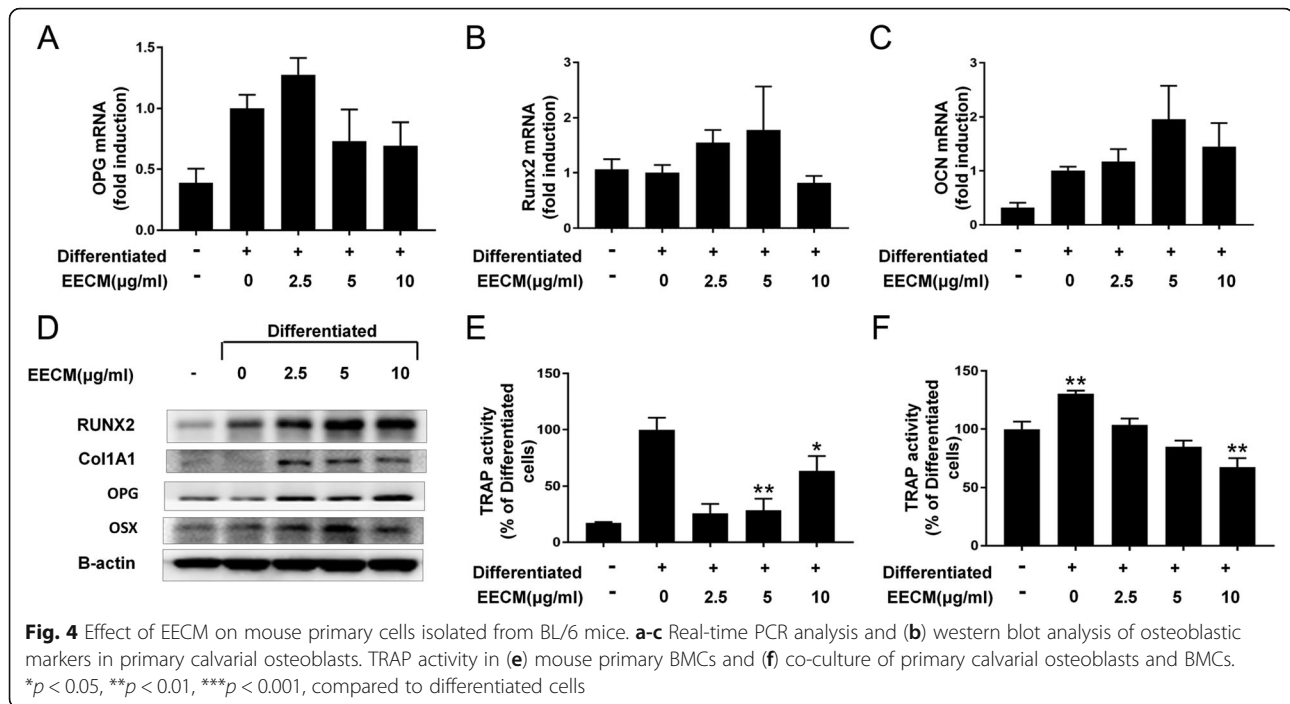 A
OPG mRNA
(fold induction)
1.5
1.0
0.5
0.0
Differentiated - + + + +
EECM(µg/ml) - 0 2.5 5 10
B
Runx2 mRNA
(fold induction)
3
2
1
0
Differentiated - + + + +
EECM(µg/ml) - 0 2.5 5 10
C
OCN mRNA
(fold induction)
3
2
1
0
Differentiated - + + + +
EECM(µg/ml) - 0 2.5 5 10
D
Differentiated
EECM(µg/ml) - 0 2.5 5 10
RUNX2
Col1A1
OPG
OSX
B-actin
E
TRAP activity
(% of Differentiated
cells)
150
100
50
0
** *
Differentiated - + + + +
EECM(µg/ml) - 0 2.5 5 10
F
TRAP activity
(% of Differentiated
cells)
150
100
50
0
** **
Differentiated - + + + +
EECM(µg/ml) - 0 2.5 5 10
Fig. 4 Effect of EECM on mouse primary cells isolated from BL/6 mice. a-c Real-time PCR analysis and (b) western blot analysis of osteoblastic
markers in primary calvarial osteoblasts. TRAP activity in (e) mouse primary BMCs and (f) co-culture of primary calvarial osteoblasts and BMCs.
*p < 0.05, **p < 0.01, ***p < 0.001, compared to differentiated cells